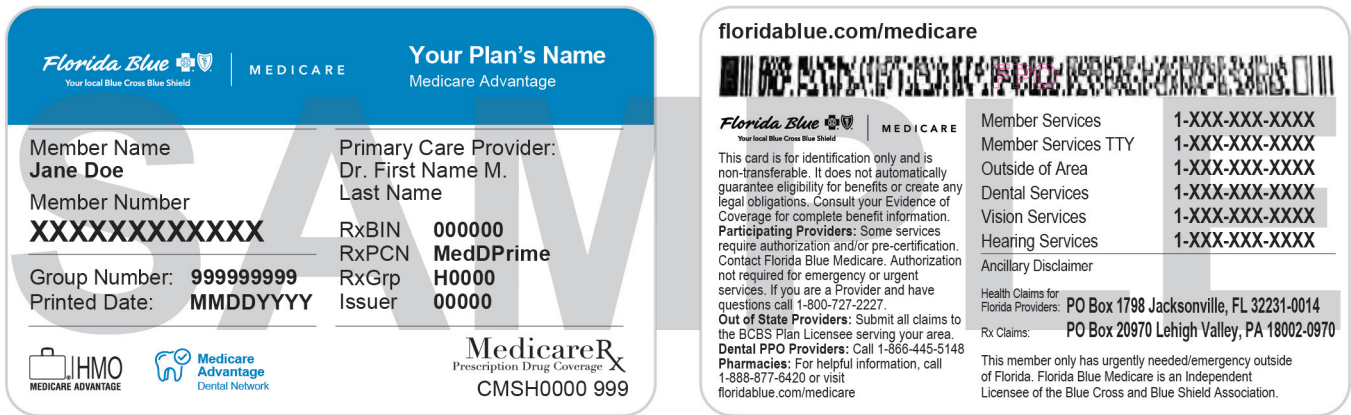 Florida Blue
Your local Blue Cross Blue Shield
MEDICARE
Your Plan's Name
Medicare Advantage
Member Name
Jane Doe
Member Number
XXXXXXXXXXXX
Group Number: 999999999
Printed Date: MMDDYYYY
Primary Care Provider:
Dr. First Name M.
Last Name
RxBIN 000000
RxPCN MedDPrime
RxGrp H0000
Issuer 00000
HMO
MEDICARE ADVANTAGE
Medicare
Advantage
Dental Network
MedicareRx
Prescription Drug Coverage
CMSH0000 999
SAMPLE
floridablue.com/medicare
FPO
Florida Blue
Your local Blue Cross Blue Shield
MEDICARE
This card is for identification only and is
non-transferable. It does not automatically
guarantee eligibility for benefits or create any
legal obligations. Consult your Evidence of
Coverage for complete benefit information.
Participating Providers: Some services
require authorization and/or pre-certification.
Contact Florida Blue Medicare. Authorization
not required for emergency or urgent
services. If you are a Provider and have
questions call 1-800-727-2227.
Out of State Providers: Submit all claims to
the BCBS Plan Licensee serving your area.
Dental PPO Providers: Call 1-866-445-5148
Pharmacies: For helpful information, call
1-888-877-6420 or visit
floridablue.com/medicare
Member Services 1-XXX-XXX-XXXX
Member Services TTY 1-XXX-XXX-XXXX
Outside of Area 1-XXX-XXX-XXXX
Dental Services 1-XXX-XXX-XXXX
Vision Services 1-XXX-XXX-XXXX
Hearing Services 1-XXX-XXX-XXXX
Ancillary Disclaimer
Health Claims for
Florida Providers: PO Box 1798 Jacksonville, FL 32231-0014
Rx Claims: PO Box 20970 Lehigh Valley, PA 18002-0970
This member only has urgently needed/emergency outside
of Florida. Florida Blue Medicare is an Independent
Licensee of the Blue Cross and Blue Shield Association.